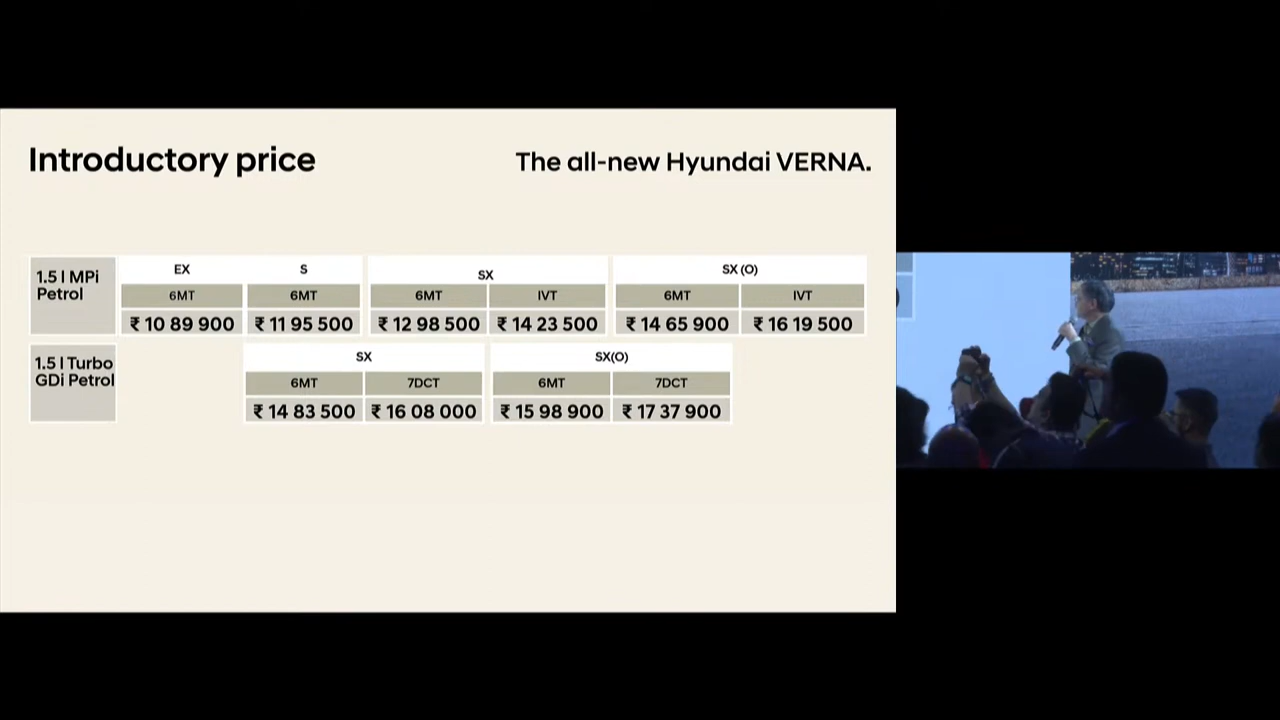 Introductory price
The all-new Hyundai VERNA.
1.5 l MPi
Petrol
EX
S
SX
SX (O)
6MT
6MT
6MT
IVT
6MT
IVT
₹ 10 89 900
₹ 11 95 500
₹ 12 98 500
₹ 14 23 500
₹ 14 65 900
₹ 16 19 500
1.5 l Turbo
GDi Petrol
SX
SX(O)
6MT
7DCT
6MT
7DCT
₹ 14 83 500
₹ 16 08 000
₹ 15 98 900
₹ 17 37 900